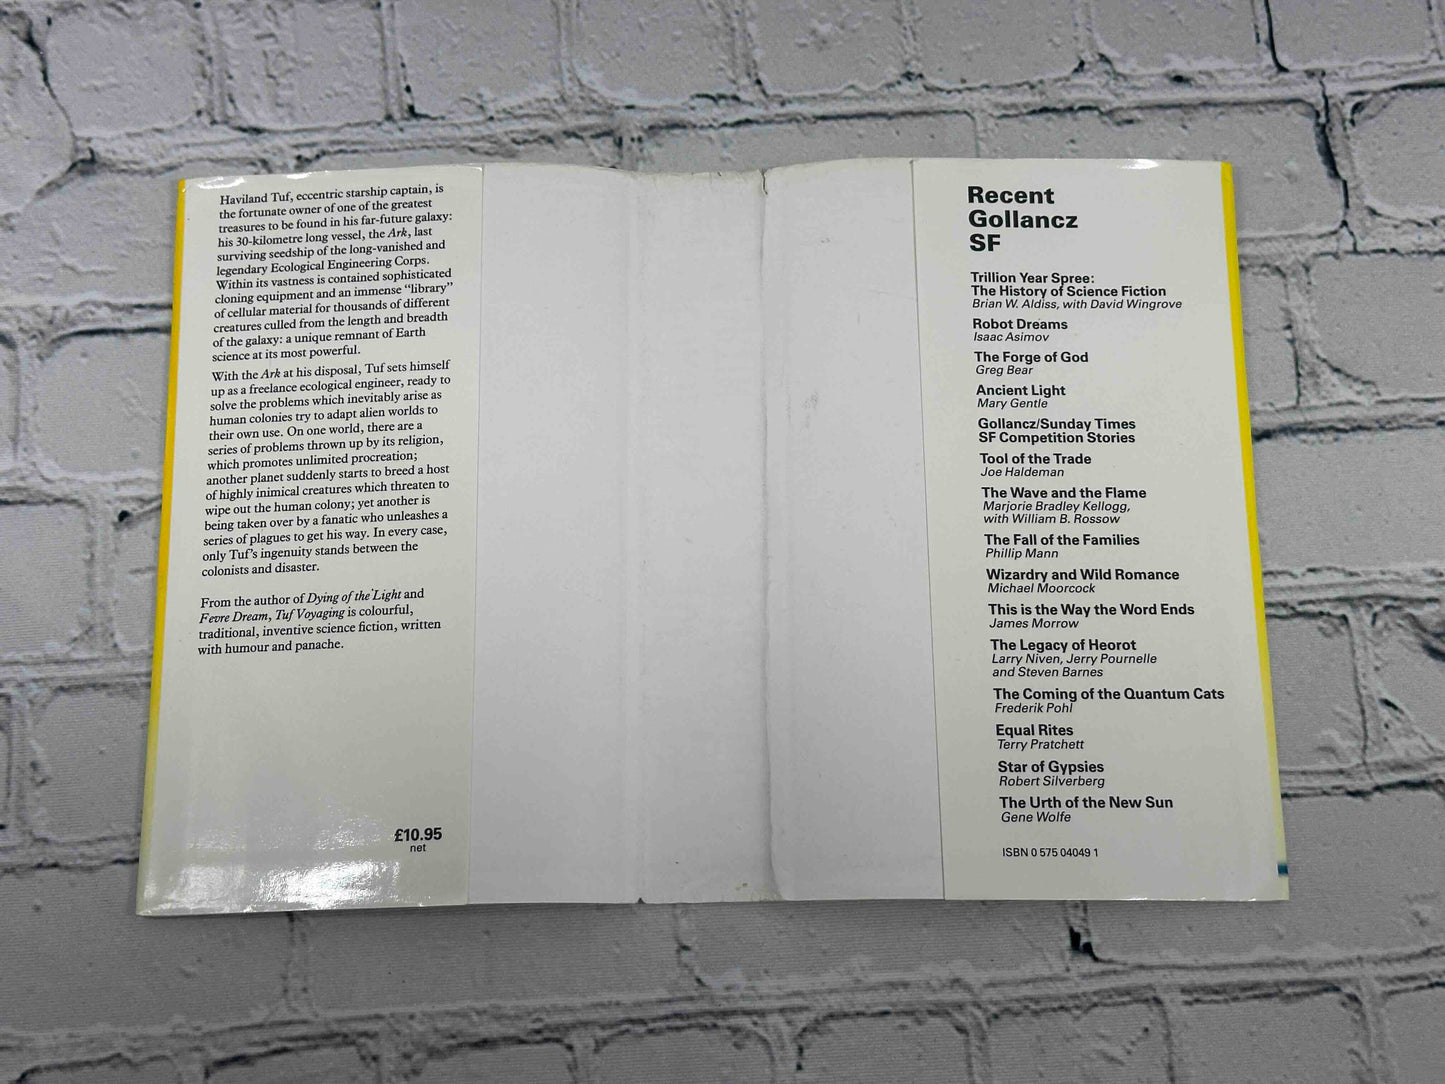 Haviland Tuf, eccentric starship captain, is
the fortunate owner of one of the greatest
treasures to be found in his far-future galaxy:
his 30-kilometre long vessel, the Ark, last
surviving seedship of the long-vanished and
legendary Ecological Engineering Corps.
Within its vastness is contained sophisticated
cloning equipment and an immense “library”
of cellular material for thousands of different
creatures culled from the length and breadth
of the galaxy: a unique remnant of Earth
science at its most powerful.
With the Ark at his disposal, Tuf sets himself
up as a freelance ecological engineer, ready to
solve the problems which inevitably arise as
human colonies try to adapt alien worlds to
their own use. On one world, there are a
series of problems thrown up by its religion,
which promotes unlimited procreation;
another planet suddenly starts to breed a host
of highly inimical creatures which threaten to
wipe out the human colony; yet another is
being taken over by a fanatic who unleashes a
series of plagues to get his way. In every case,
only Tuf’s ingenuity stands between the
colonists and disaster.
From the author of Dying of the Light and
Fevre Dream, Tuf Voyaging is colourful,
traditional, inventive science fiction, written
with humour and panache.
£10.95
net
Recent
Gollancz
SF
Trillion Year Spree:
The History of Science Fiction
Brian W. Aldiss, with David Wingrove
Robot Dreams
Isaac Asimov
The Forge of God
Greg Bear
Ancient Light
Mary Gentle
Gollancz/Sunday Times
SF Competition Stories
Tool of the Trade
Joe Haldeman
The Wave and the Flame
Marjorie Bradley Kellogg,
with William B. Rossow
The Fall of the Families
Phillip Mann
Wizardry and Wild Romance
Michael Moorcock
This is the Way the Word Ends
James Morrow
The Legacy of Heorot
Larry Niven, Jerry Pournelle
and Steven Barnes
The Coming of the Quantum Cats
Frederik Pohl
Equal Rites
Terry Pratchett
Star of Gypsies
Robert Silverberg
The Urth of the New Sun
Gene Wolfe
ISBN 0 575 04049 1